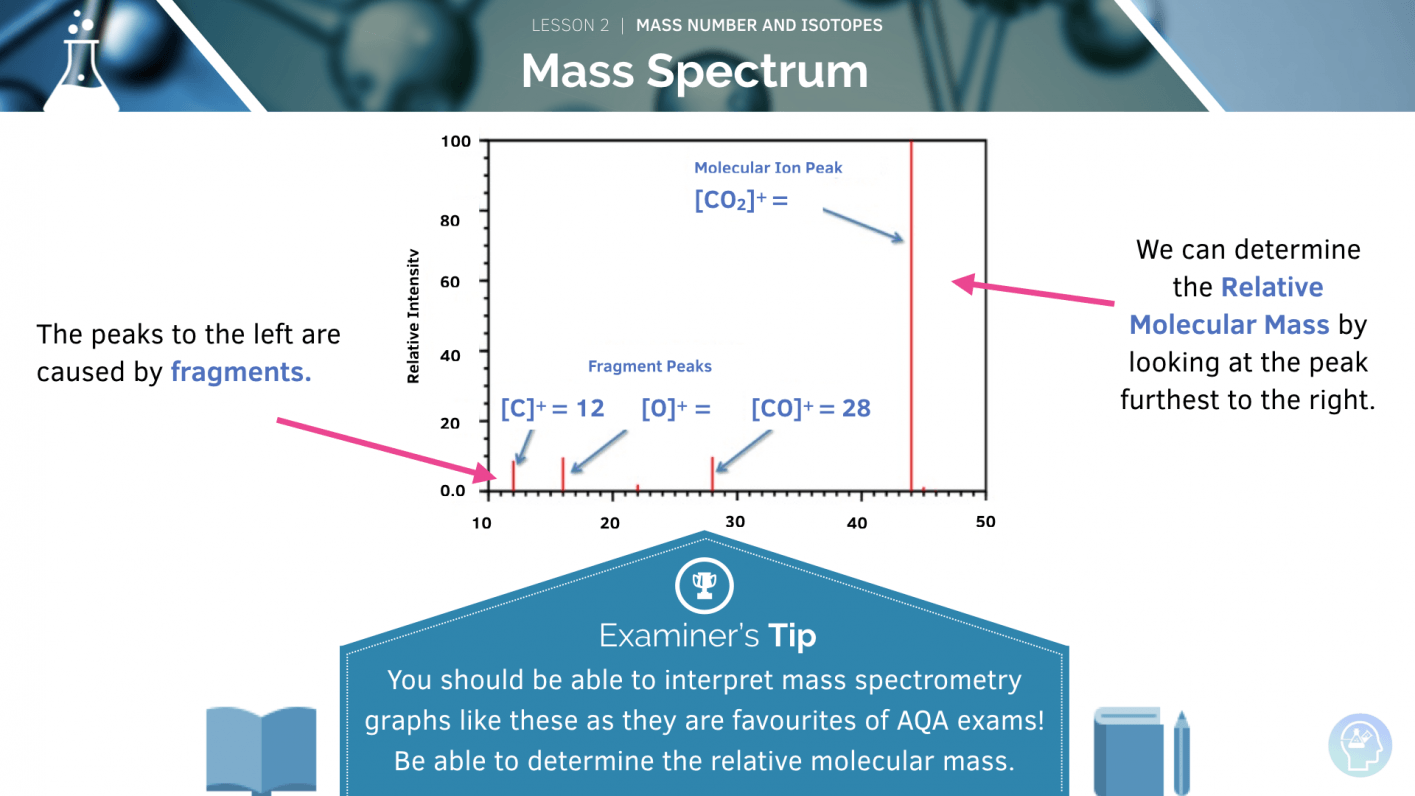 LESSON 2 | MASS NUMBER AND ISOTOPES
Mass Spectrum
100
80
60
40
20
0.0
Relative Intensity
10 20 30 40 50
Molecular Ion Peak
[CO₂]⁺ =
Fragment Peaks
[C]⁺ = 12 [O]⁺ = [CO]⁺ = 28
The peaks to the left are
caused by fragments.
We can determine
the Relative
Molecular Mass by
looking at the peak
furthest to the right.
Examiner's Tip
You should be able to interpret mass spectrometry
graphs like these as they are favourites of AQA exams!
Be able to determine the relative molecular mass.